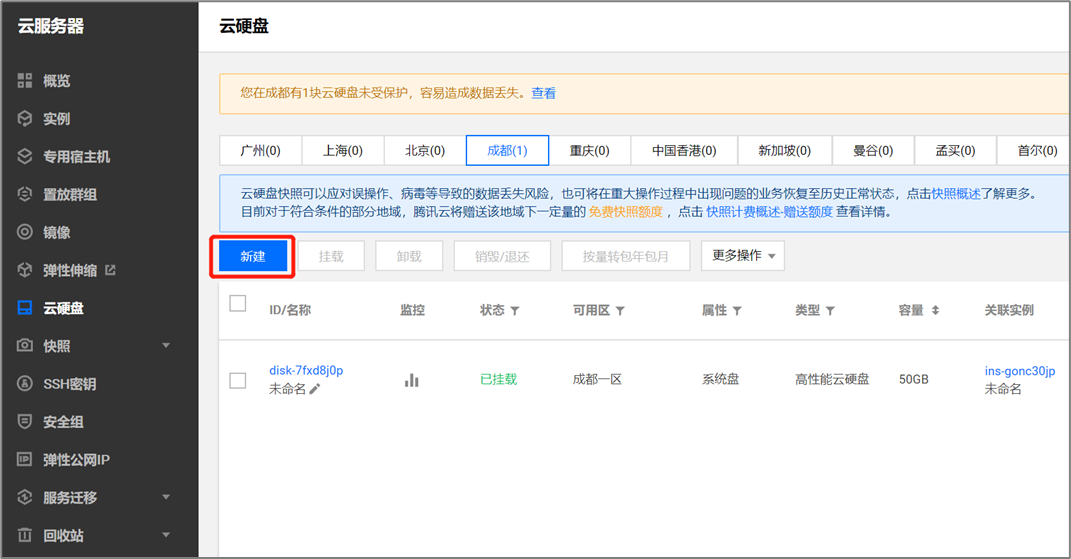 云服务器
云硬盘
概览
实例
专用宿主机
置放群组
镜像
弹性伸缩
云硬盘
快照
SSH密钥
安全组
弹性公网IP
IP
服务迁移
回收站
您在成都有1块云硬盘未受保护，容易造成数据丢失。查看
广州(0) 上海(0) 北京(0) 成都(1) 重庆(0) 中国香港(0) 新加坡(0) 曼谷(0) 孟买(0) 首尔(0)
云硬盘快照可以应对误操作、病毒等导致的数据丢失风险，也可将在重大操作过程中出现问题的业务恢复至历史正常状态，点击快照概述了解更多。
目前对于符合条件的部分地域，腾讯云将赠送该地域下一定量的 免费快照额度 ，点击 快照计费概述-赠送额度 查看详情。
新建 挂载 卸载 销毁/退还 按量转包年包月 更多操作
ID/名称 监控 状态 可用区 属性 类型 容量 关联实例
disk-7fxd8j0p 已挂载 成都一区 系统盘 高性能云硬盘 50GB ins-gonc30jp
未命名 未命名